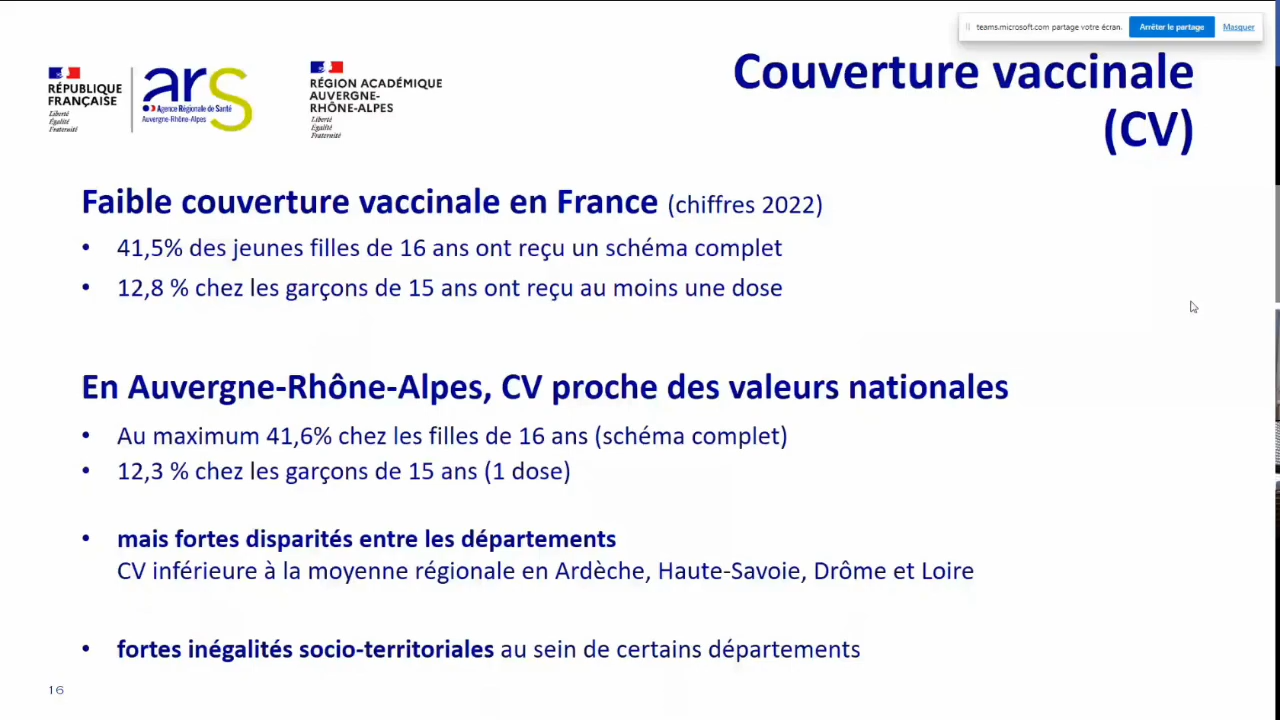 teams.microsoft.com partage votre écran.
Arrêter le partage
Masquer
RÉPUBLIQUE
FRANÇAISE
Liberté
Égalité
Fraternité
ars
Agence Régionale de Santé
Auvergne-Rhône-Alpes
RÉGION ACADÉMIQUE
AUVERGNE-
RHÔNE-ALPES
Liberté
Égalité
Fraternité
Couverture vaccinale
(CV)
Faible couverture vaccinale en France (chiffres 2022)
• 41,5% des jeunes filles de 16 ans ont reçu un schéma complet
• 12,8 % chez les garçons de 15 ans ont reçu au moins une dose
En Auvergne-Rhône-Alpes, CV proche des valeurs nationales
• Au maximum 41,6% chez les filles de 16 ans (schéma complet)
• 12,3 % chez les garçons de 15 ans (1 dose)
• mais fortes disparités entre les départements
CV inférieure à la moyenne régionale en Ardèche, Haute-Savoie, Drôme et Loire
• fortes inégalités socio-territoriales au sein de certains départements
16